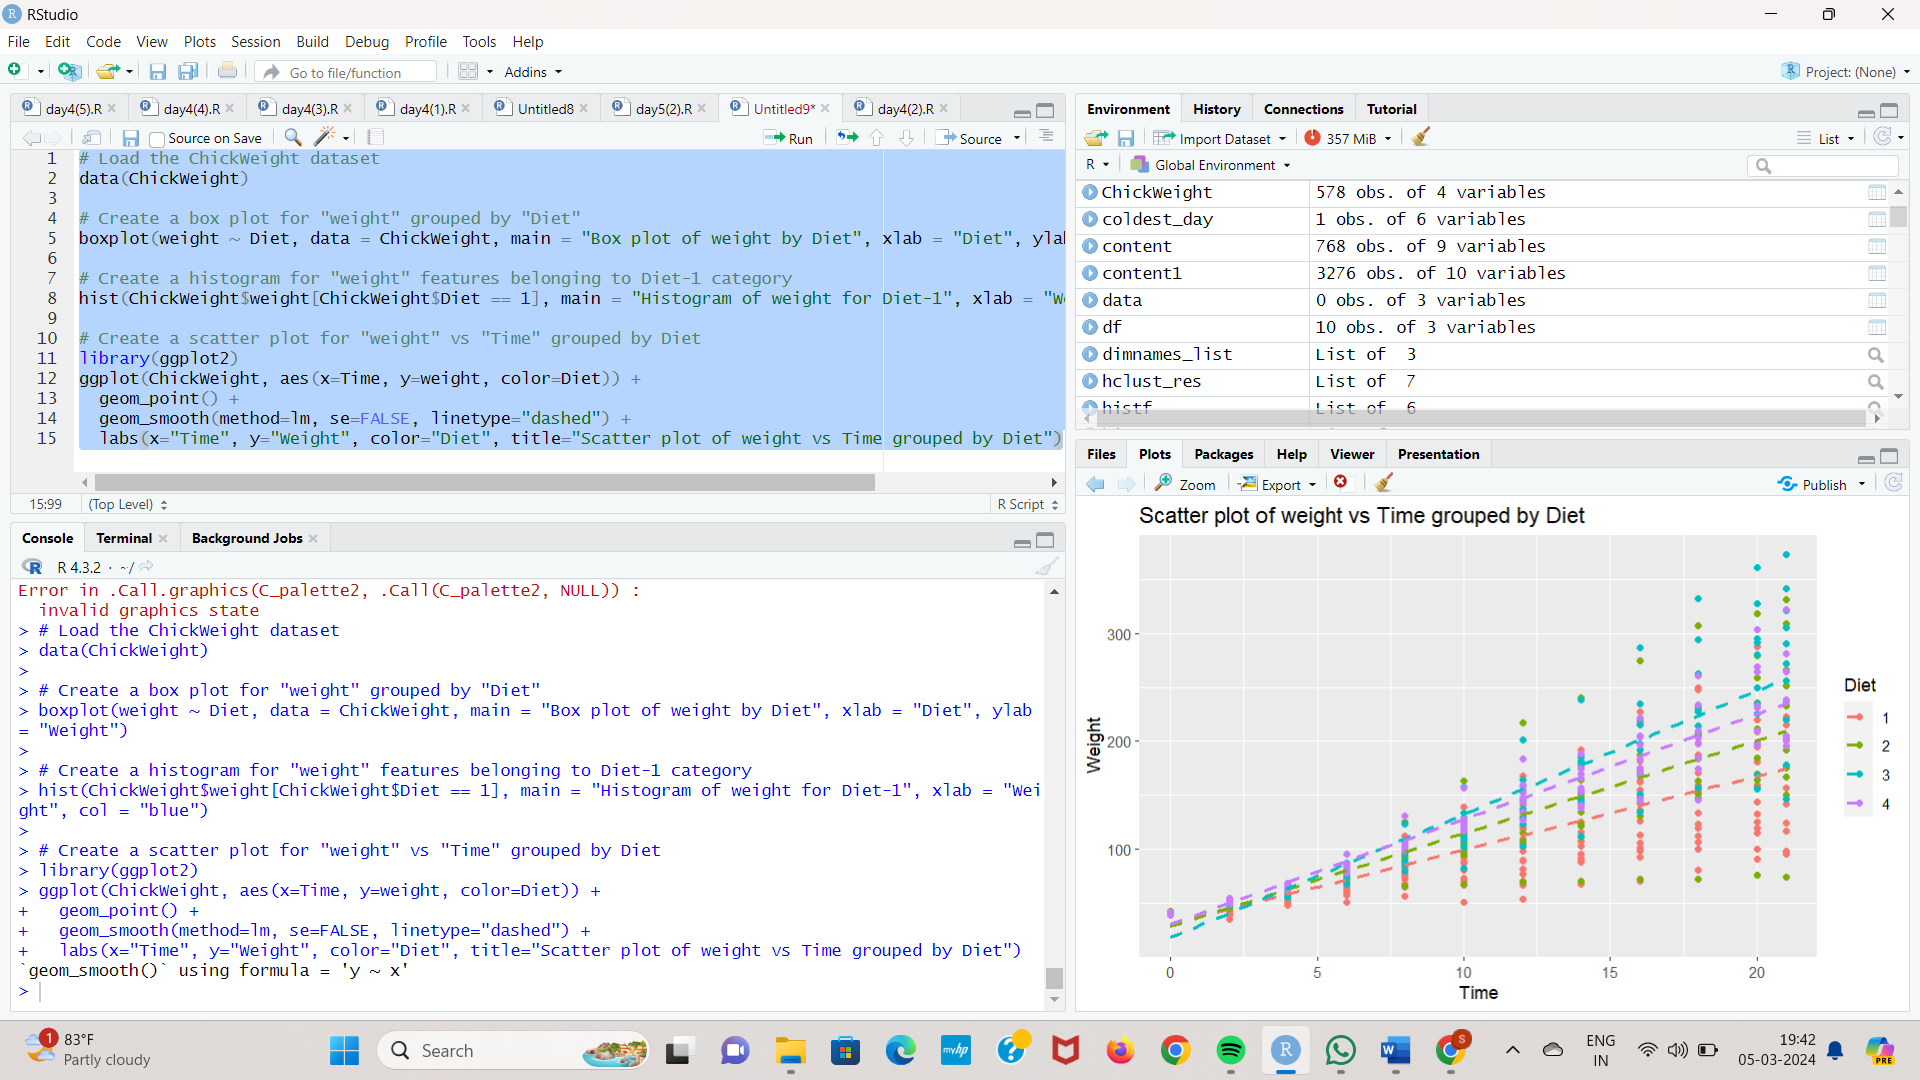 RStudio
File Edit Code View Plots Session Build Debug Profile Tools Help
Go to file/function Addins Project: (None)
day4(5).R day4(4).R day4(3).R day4(1).R Untitled8 day5(2).R Untitled9* day4(2).R
Source on Save Run Source
1 # Load the ChickWeight dataset
2 data(ChickWeight)
3
4 # Create a box plot for "weight" grouped by "Diet"
5 boxplot(weight ~ Diet, data = ChickWeight, main = "Box plot of weight by Diet", xlab = "Diet", yla
6
7 # Create a histogram for "weight" features belonging to Diet-1 category
8 hist(ChickWeight$weight[ChickWeight$Diet == 1], main = "Histogram of weight for Diet-1", xlab = "W
9
10 # Create a scatter plot for "weight" vs "Time" grouped by Diet
11 library(ggplot2)
12 ggplot(ChickWeight, aes(x=Time, y=weight, color=Diet)) +
13 geom_point() +
14 geom_smooth(method=lm, se=FALSE, linetype="dashed") +
15 labs(x="Time", y="Weight", color="Diet", title="Scatter plot of weight vs Time grouped by Diet")
15:99 (Top Level) R Script
Console Terminal Background Jobs
R 4.3.2 · ~/
Error in .Call.graphics(C_palette2, .Call(C_palette2, NULL)) :
invalid graphics state
> # Load the ChickWeight dataset
> data(ChickWeight)
>
> # Create a box plot for "weight" grouped by "Diet"
> boxplot(weight ~ Diet, data = ChickWeight, main = "Box plot of weight by Diet", xlab = "Diet", ylab
= "Weight")
>
> # Create a histogram for "weight" features belonging to Diet-1 category
> hist(ChickWeight$weight[ChickWeight$Diet == 1], main = "Histogram of weight for Diet-1", xlab = "Wei
ght", col = "blue")
>
> # Create a scatter plot for "weight" vs "Time" grouped by Diet
> library(ggplot2)
> ggplot(ChickWeight, aes(x=Time, y=weight, color=Diet)) +
+ geom_point() +
+ geom_smooth(method=lm, se=FALSE, linetype="dashed") +
+ labs(x="Time", y="Weight", color="Diet", title="Scatter plot of weight vs Time grouped by Diet")
`geom_smooth()` using formula = 'y ~ x'
>
Environment History Connections Tutorial
Import Dataset 357 MiB List
R Global Environment
ChickWeight 578 obs. of 4 variables
coldest_day 1 obs. of 6 variables
content 768 obs. of 9 variables
content1 3276 obs. of 10 variables
data 0 obs. of 3 variables
df 10 obs. of 3 variables
dimnames_list List of 3
hclust_res List of 7
histf List of 6
Files Plots Packages Help Viewer Presentation
Zoom Export Publish
Scatter plot of weight vs Time grouped by Diet
300
200
100
Weight
0 5 10 15 20
Time
Diet
1
2
3
4
1 83°F
Partly cloudy
Search
myhp
S
ENG
IN
19:42
05-03-2024
PRE